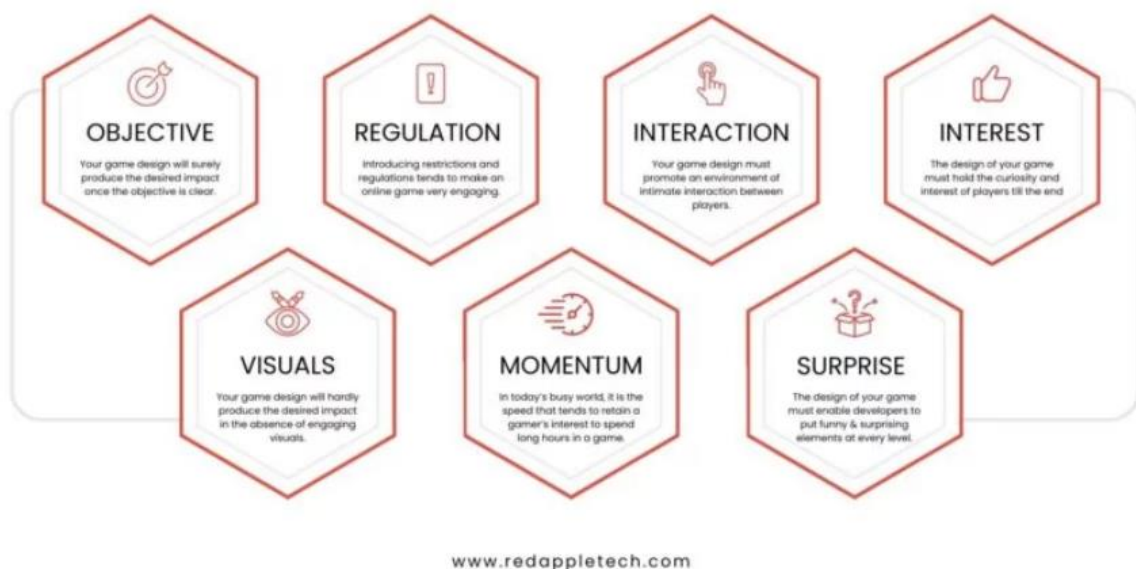 OBJECTIVE
Your game design will surely
produce the desired impact
once the objective is clear.
REGULATION
Introducing restrictions and
regulations tends to make an
online game very engaging.
INTERACTION
Your game design must
promote an environment of
intimate interaction between
players.
INTEREST
The design of your game
must hold the curiosity and
interest of players till the end
VISUALS
Your game design will hardly
produce the desired impact
in the absence of engaging
visuals.
MOMENTUM
In today's busy world, it is the
speed that tends to retain a
gamer's interest to spend
long hours in a game.
SURPRISE
The design of your game
must enable developers to
put funny & surprising
elements at every level.
www.redappletech.com